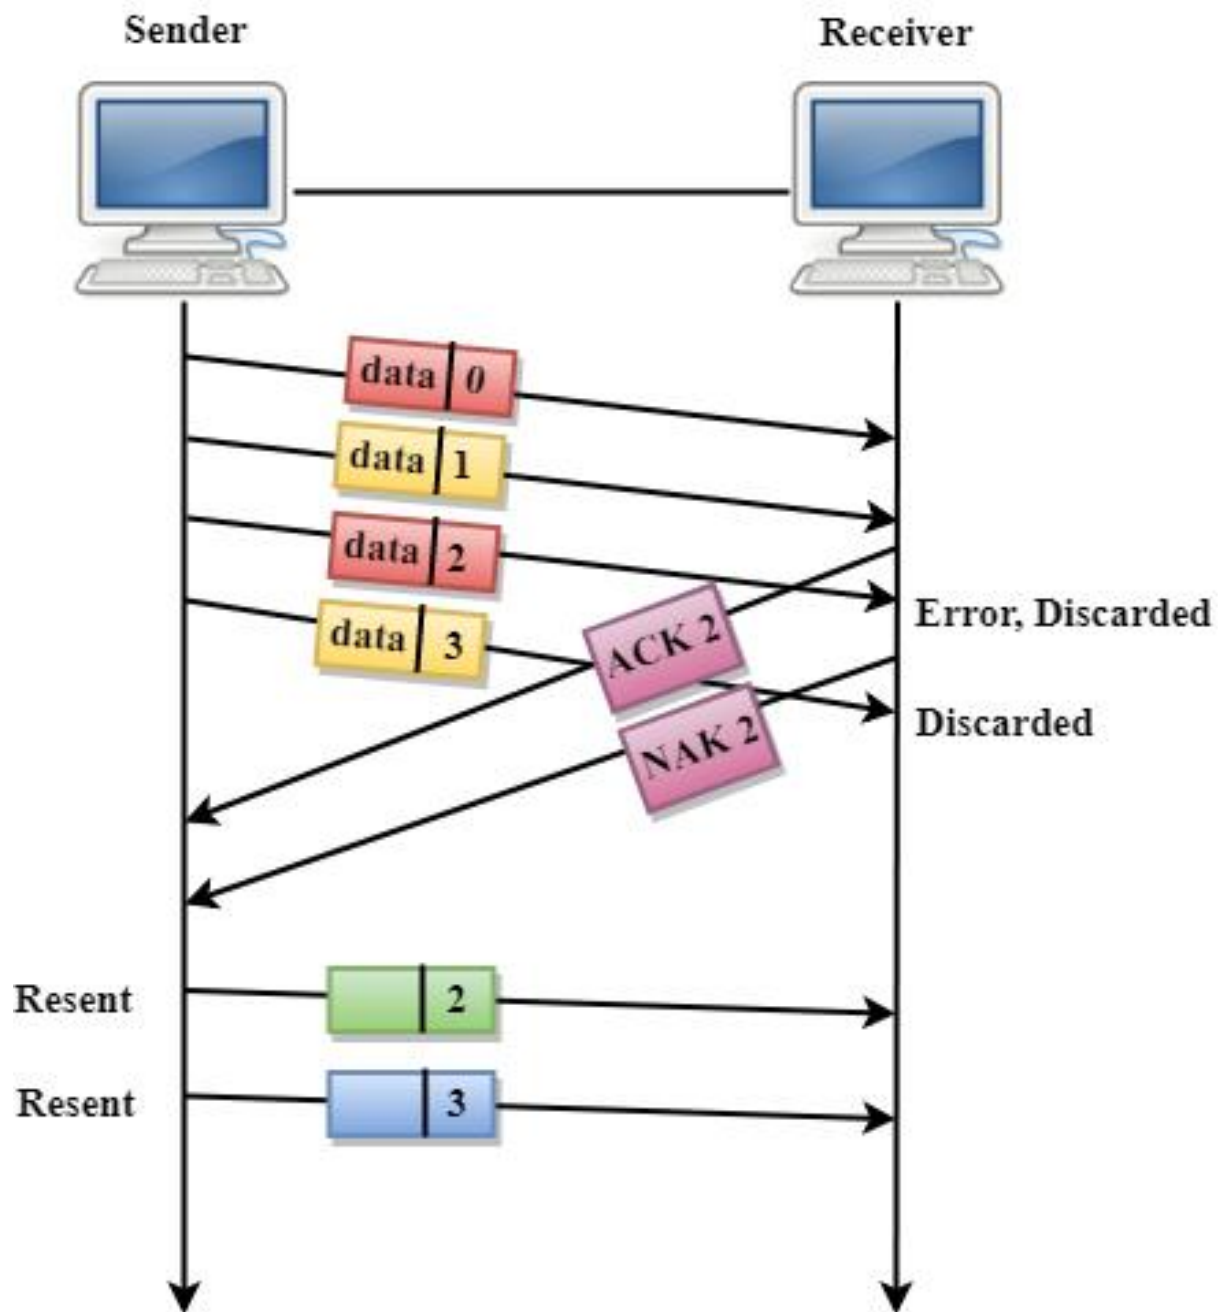 Sender
Receiver
data 0
data 1
data 2
data 3
ACK 2
Error, Discarded
NAK 2
Discarded
Resent
2
Resent
3